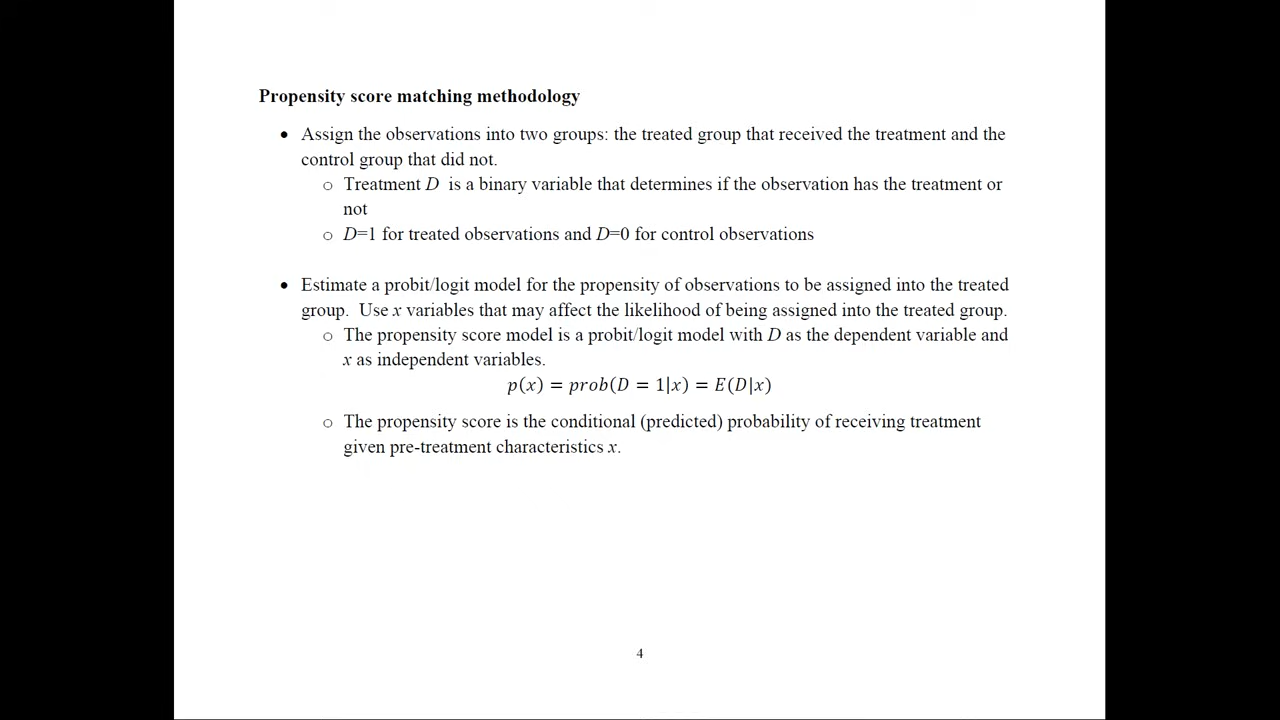 Propensity score matching methodology
• Assign the observations into two groups: the treated group that received the treatment and the
control group that did not.
o Treatment D is a binary variable that determines if the observation has the treatment or
not
o D=1 for treated observations and D=0 for control observations
• Estimate a probit/logit model for the propensity of observations to be assigned into the treated
group. Use x variables that may affect the likelihood of being assigned into the treated group.
o The propensity score model is a probit/logit model with D as the dependent variable and
x as independent variables.
p(x) = prob(D = 1|x) = E(D|x)
o The propensity score is the conditional (predicted) probability of receiving treatment
given pre-treatment characteristics x.
4